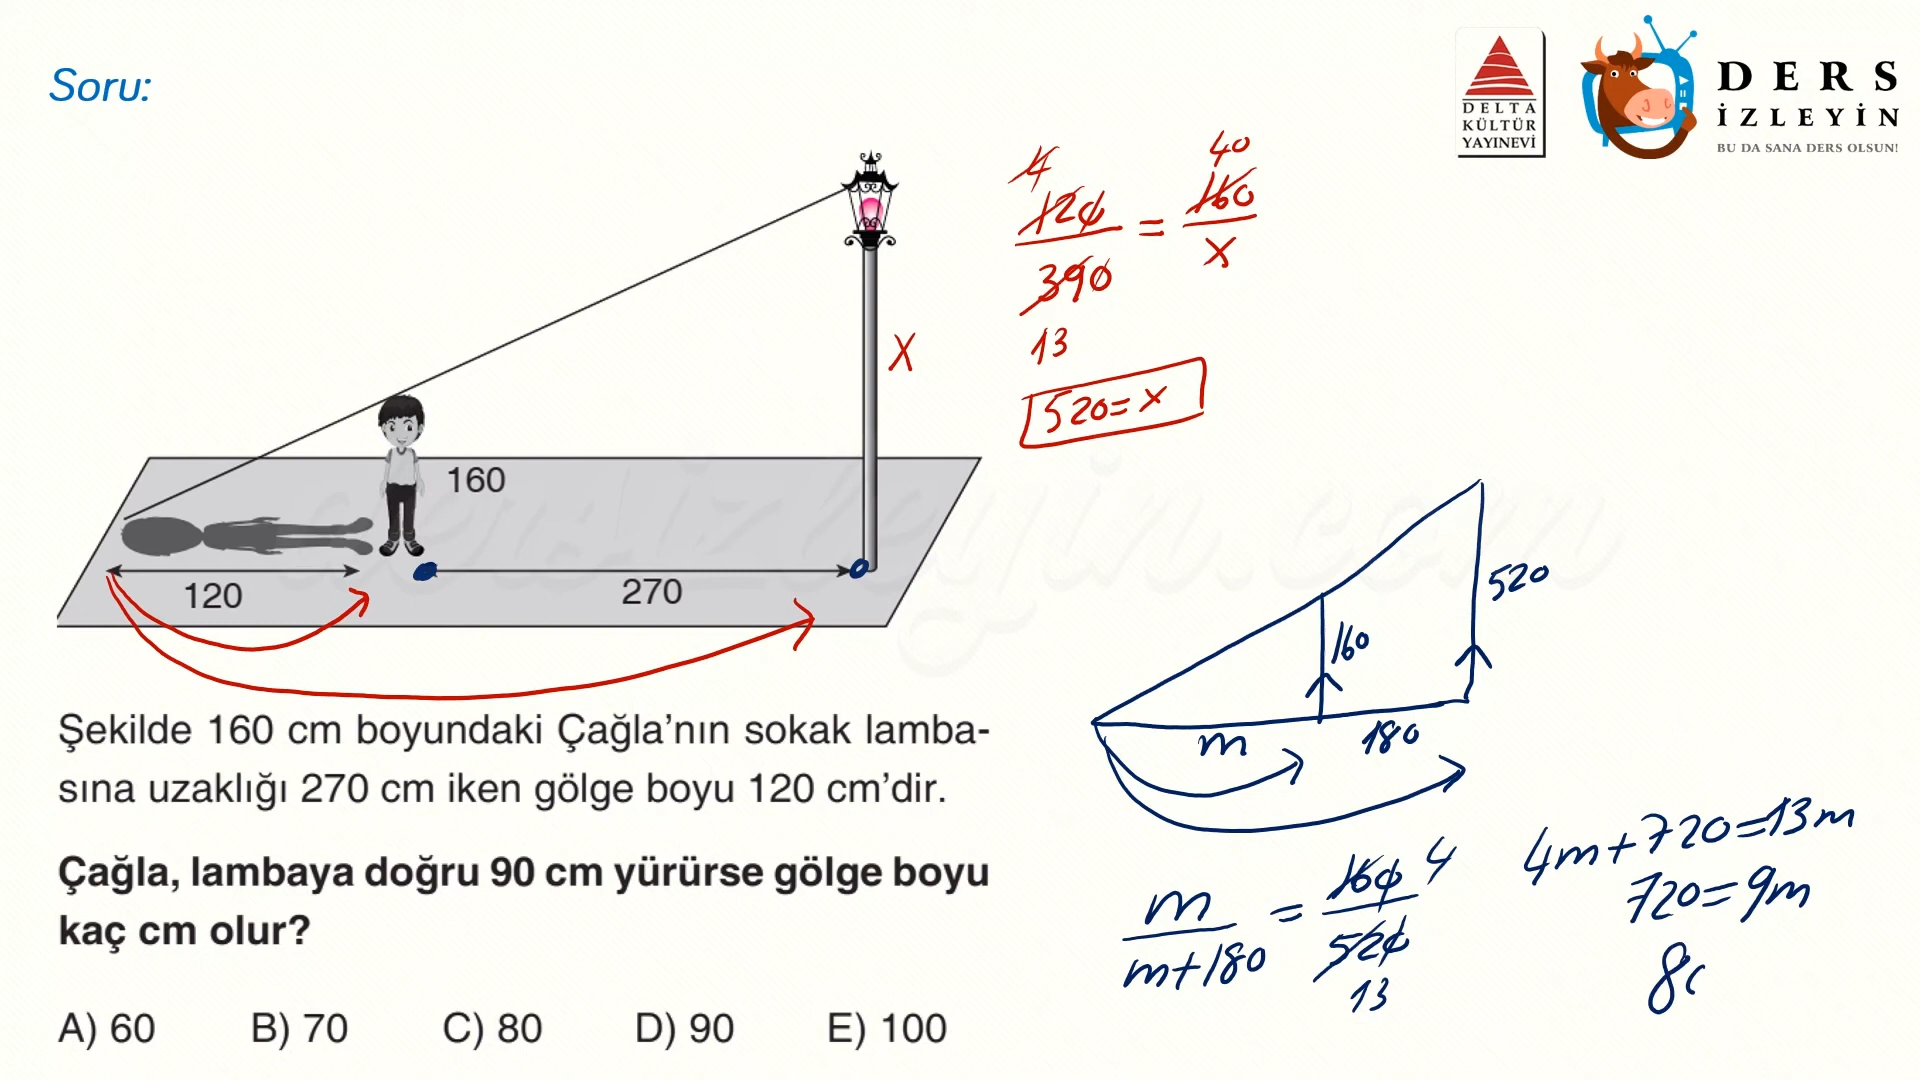 Soru:
DELTA
KÜLTÜR
YAYINEVİ
DERS
İZLEYİN
BU DA SANA DERS OLSUN!
4 40
120 = 160
390 x
13
520=x
X
160
120
270
dersizleyin.com
520
160
m 180
Şekilde 160 cm boyundaki Çağla’nın sokak lamba-
sına uzaklığı 270 cm iken gölge boyu 120 cm’dir.
Çağla, lambaya doğru 90 cm yürürse gölge boyu
kaç cm olur?
A) 60 B) 70 C) 80 D) 90 E) 100
m = 160 4
m+180 520
13
4m+720=13m
720=9m
80